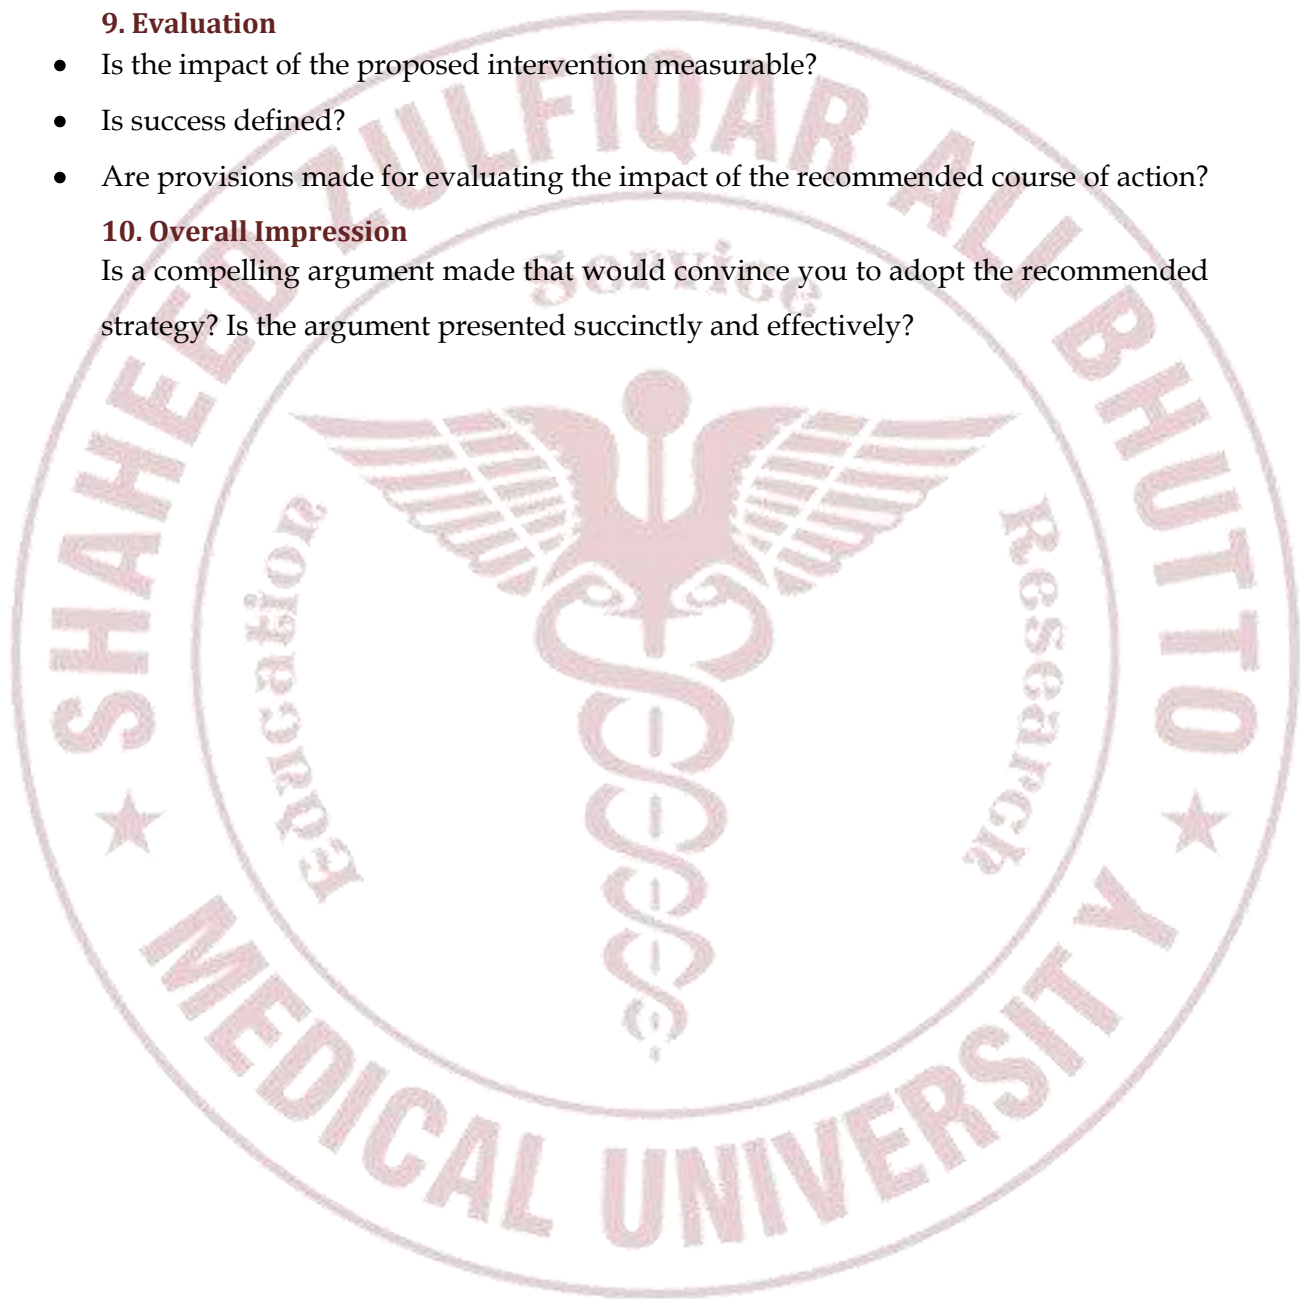 9. Evaluation
• Is the impact of the proposed intervention measurable?
• Is success defined?
• Are provisions made for evaluating the impact of the recommended course of action?
10. Overall Impression
Is a compelling argument made that would convince you to adopt the recommended
strategy? Is the argument presented succinctly and effectively?
SHAHEED ZULFIQAR ALI BHUTTO
Service
Education
Research
MEDICAL UNIVERSITY